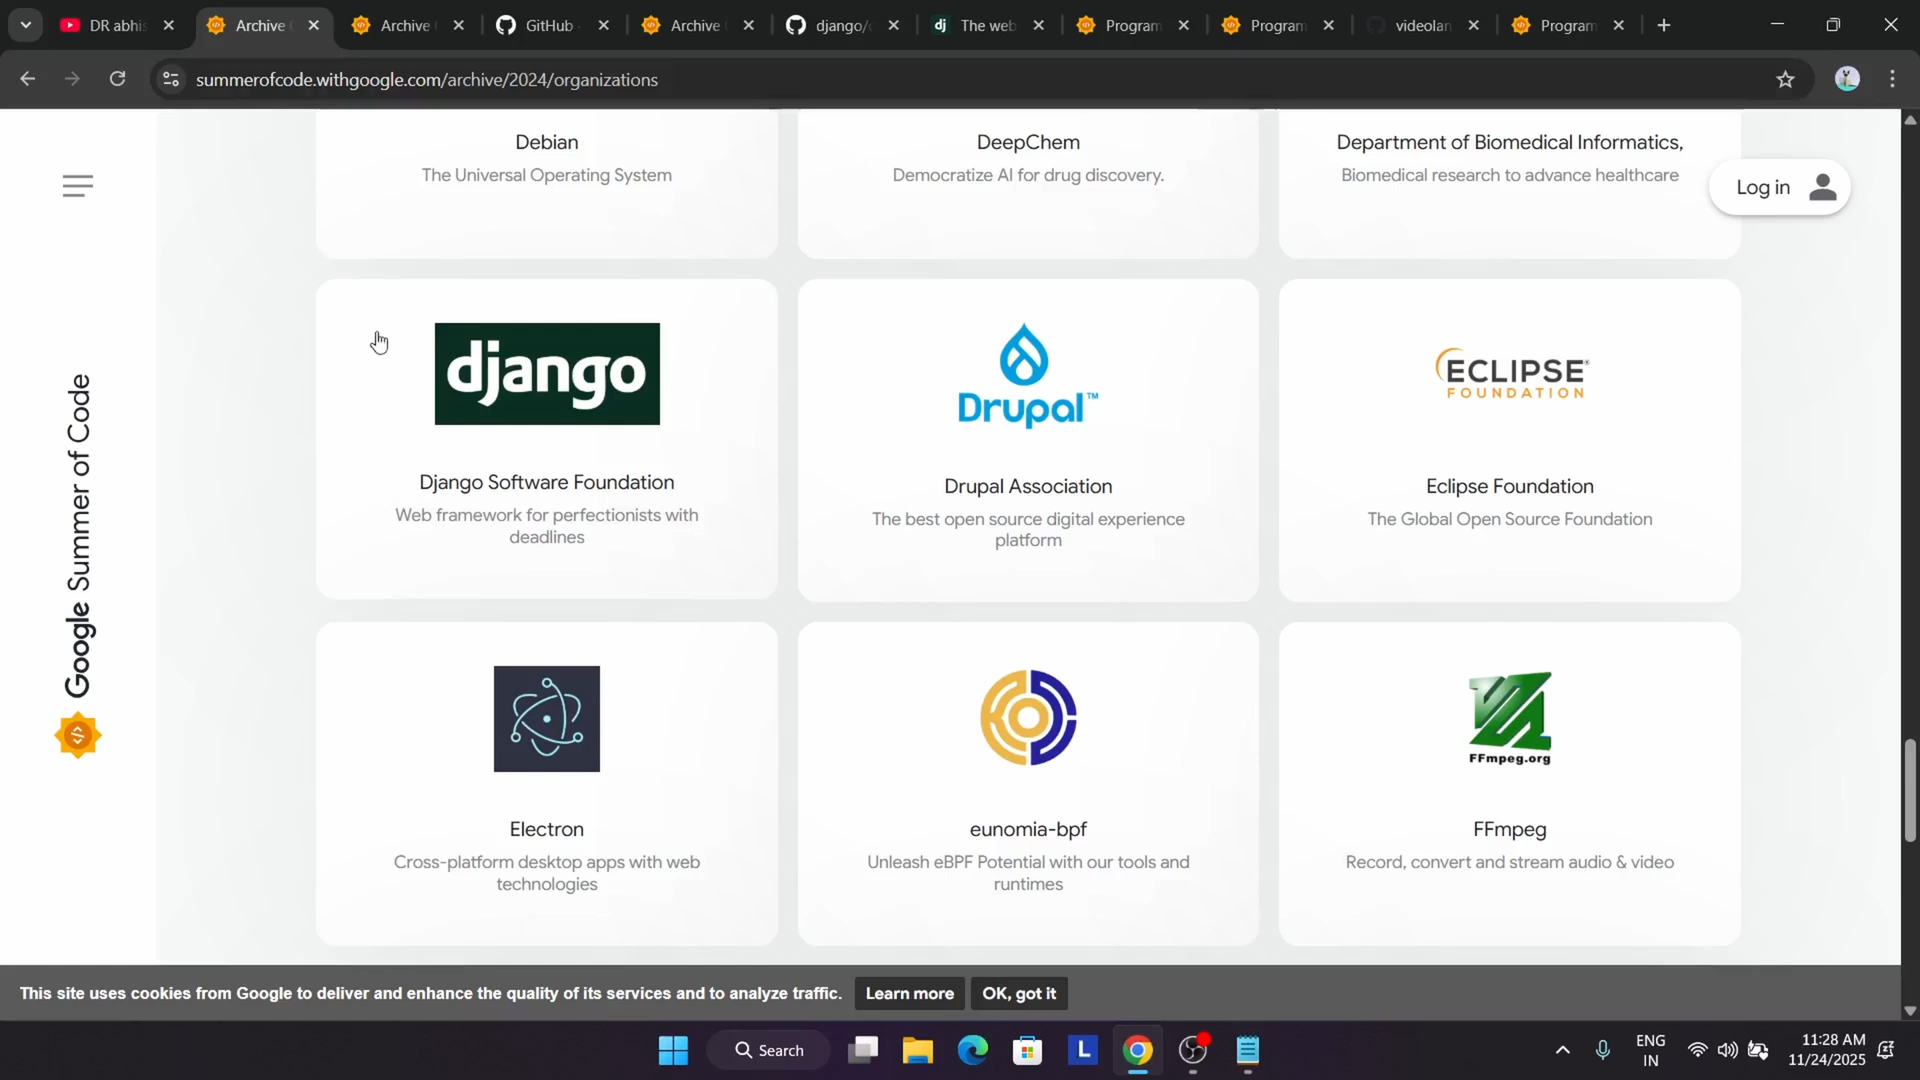 DR abhis
Archive
Archive
GitHub
Archive
django/c
The web
Program
Program
videolan
Program
summerofcode.withgoogle.com/archive/2024/organizations
Debian
The Universal Operating System
DeepChem
Democratize AI for drug discovery.
Department of Biomedical Informatics,
Biomedical research to advance healthcare
Log in
Google Summer of Code
django
Django Software Foundation
Web framework for perfectionists with
deadlines
Drupal™
Drupal Association
The best open source digital experience
platform
ECLIPSE®
FOUNDATION
Eclipse Foundation
The Global Open Source Foundation
Electron
Cross-platform desktop apps with web
technologies
eunomia-bpf
Unleash eBPF Potential with our tools and
runtimes
FFmpeg.org
FFmpeg
Record, convert and stream audio & video
This site uses cookies from Google to deliver and enhance the quality of its services and to analyze traffic.
Learn more
OK, got it
Search
L
ENG
IN
11:28 AM
11/24/2025